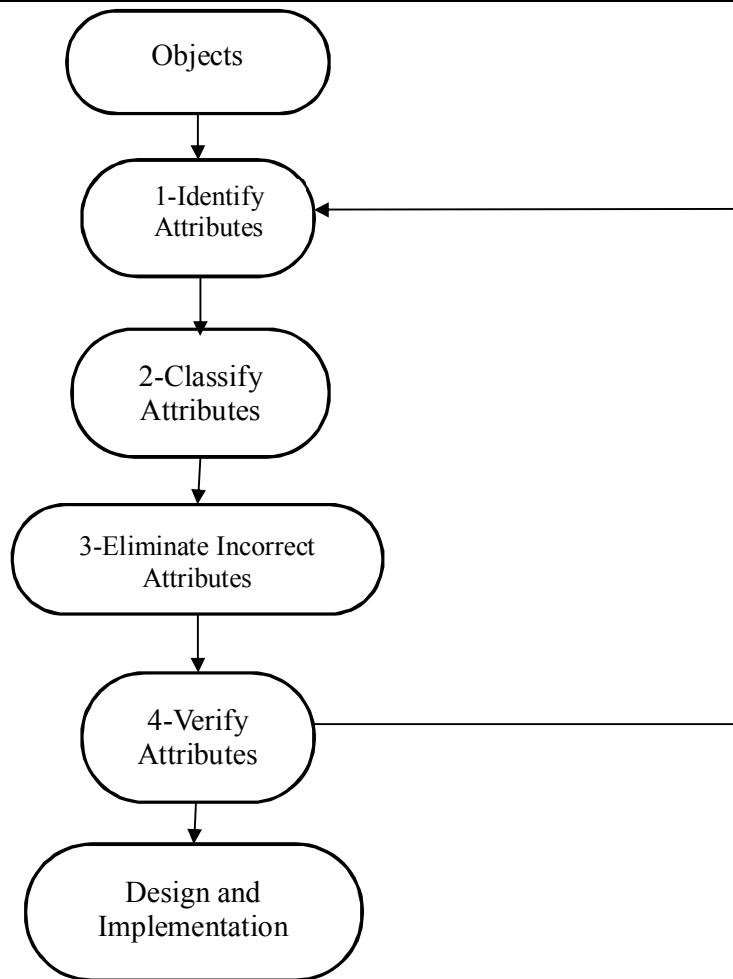 Objects
1-Identify
Attributes
2-Classify
Attributes
3-Eliminate Incorrect
Attributes
4-Verify
Attributes
Design and
Implementation